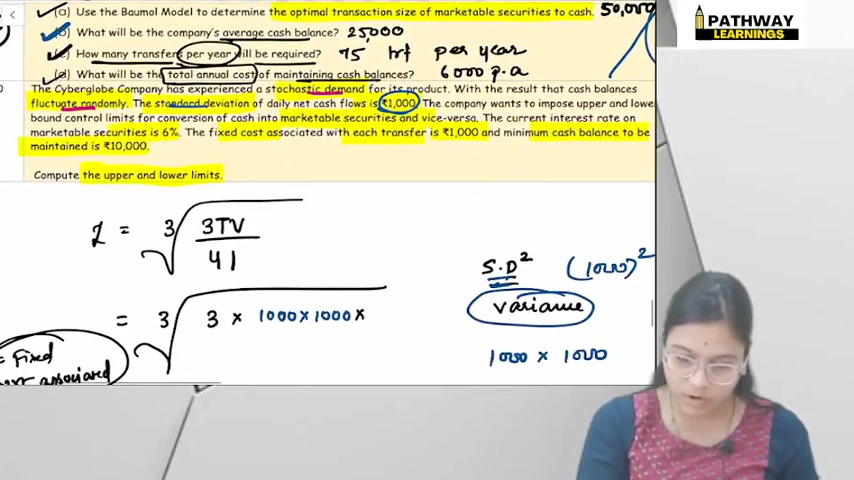 (a) Use the Baumol Model to determine the optimal transaction size of marketable securities to cash. 50,000
What will be the company's average cash balance? 25000
How many transfers per year will be required? 75 trf per year
(d) What will be the total annual cost of maintaining cash balances? 6000 p.a
The Cyberglobe Company has experienced a stochastic demand for its product. With the result that cash balances
fluctuate randomly. The standard deviation of daily net cash flows is ₹1,000. The company wants to impose upper and lowe
bound control limits for conversion of cash into marketable securities and vice-versa. The current interest rate on
marketable securities is 6%. The fixed cost associated with each transfer is ₹1,000 and minimum cash balance to be
maintained is ₹10,000.
Compute the upper and lower limits.
Z = ∛ 3TV
4I
S.D² (1000)²
variance
= ∛ 3 × 1000×1000×
1000 × 1000
= Fixed
associated
PATHWAY
LEARNINGS